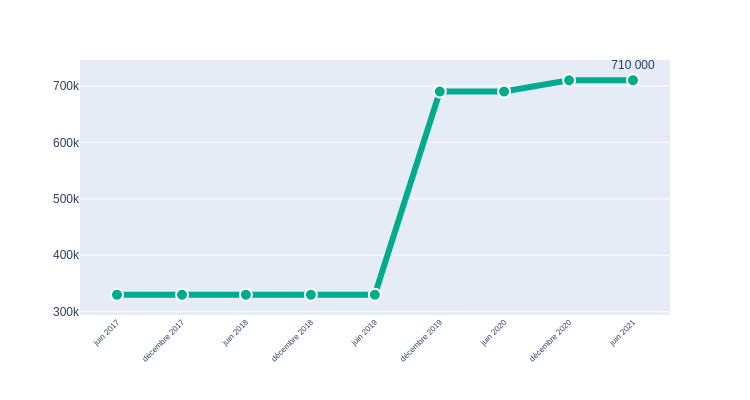 710 000
700k
600k
500k
400k
300k
juin 2017
décembre 2017
juin 2018
décembre 2018
juin 2019
décembre 2019
juin 2020
décembre 2020
juin 2021